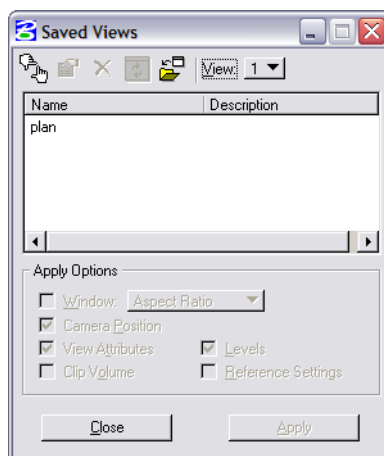 Saved Views
View: 1
Name Description
plan
Apply Options
Window: Aspect Ratio
Camera Position
View Attributes Levels
Clip Volume Reference Settings
Close Apply